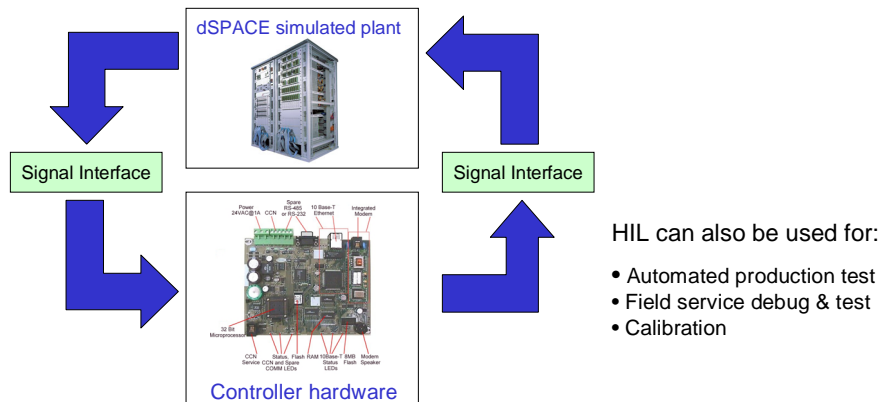 dSPACE simulated plant
Signal Interface
Signal Interface
Power
24VAC@1A
CCN
Spare
RS-485
or RS-232
10 Base-T
Ethernet
Integrated
Modem
32 Bit
Microprocessor
CCN
Service
Status,
CCN and Spare
COMM LEDs
Flash
RAM
10Base-T
Status
LEDs
8MB
Flash
Modem
Speaker
Controller hardware
HIL can also be used for:
• Automated production test
• Field service debug & test
• Calibration